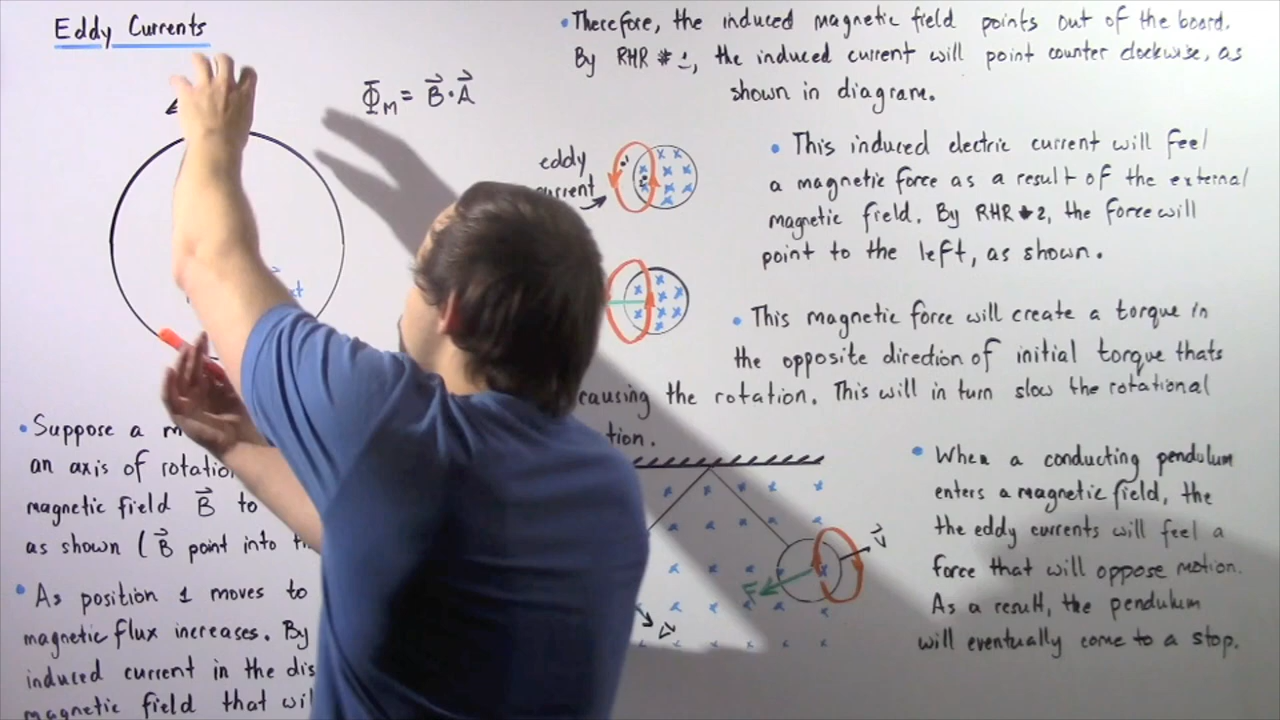 Eddy Currents
Φ_M = B⃗ · A⃗
• Suppose a
an axis of
magnetic field B⃗ to
as shown (B⃗ point into
• As position 1 moves to
magnetic flux increases. By
induced current in the
magnetic field that
• Therefore, the induced magnetic field points out of the board.
By RHR #1, the induced current will point counter clockwise, as
shown in diagram.
eddy
• This induced electric current will feel
a magnetic force as a result of the external
magnetic field. By RHR #2, the force will
point to the left, as shown.
• This magnetic force will create a torque in
the opposite direction of initial torque thats
causing the rotation. This will in turn slow the rotational
F⃗
V⃗
V⃗
• When a conducting pendulum
enters a magnetic field, the
the eddy currents will feel a
force that will oppose motion.
As a result, the pendulum
will eventually come to a stop.